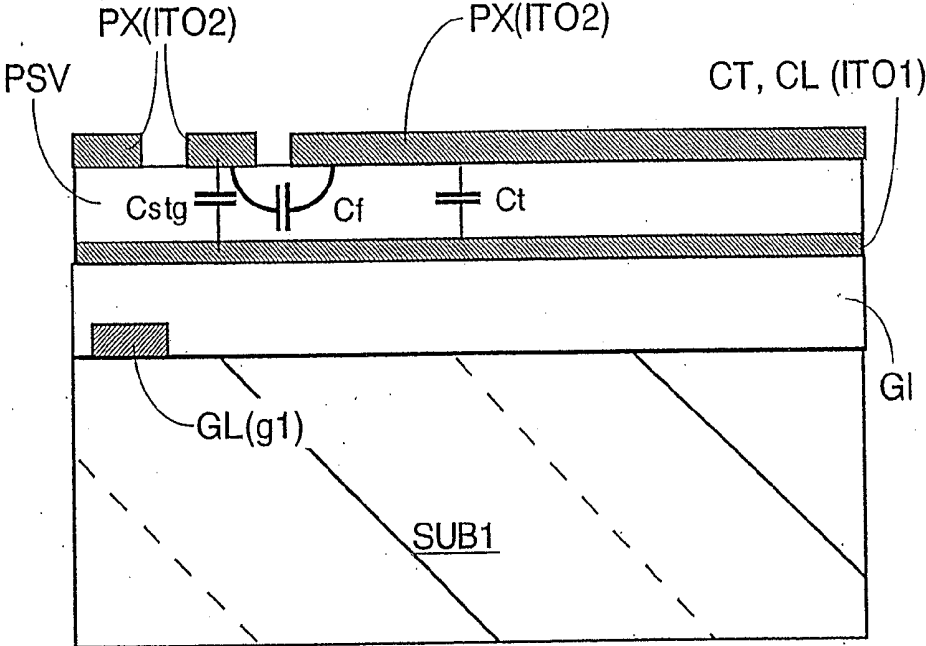 PX(ITO2)
PX(ITO2)
PSV
CT, CL (ITO1)
Cstg
Cf
Ct
GI
GL(g1)
SUB1